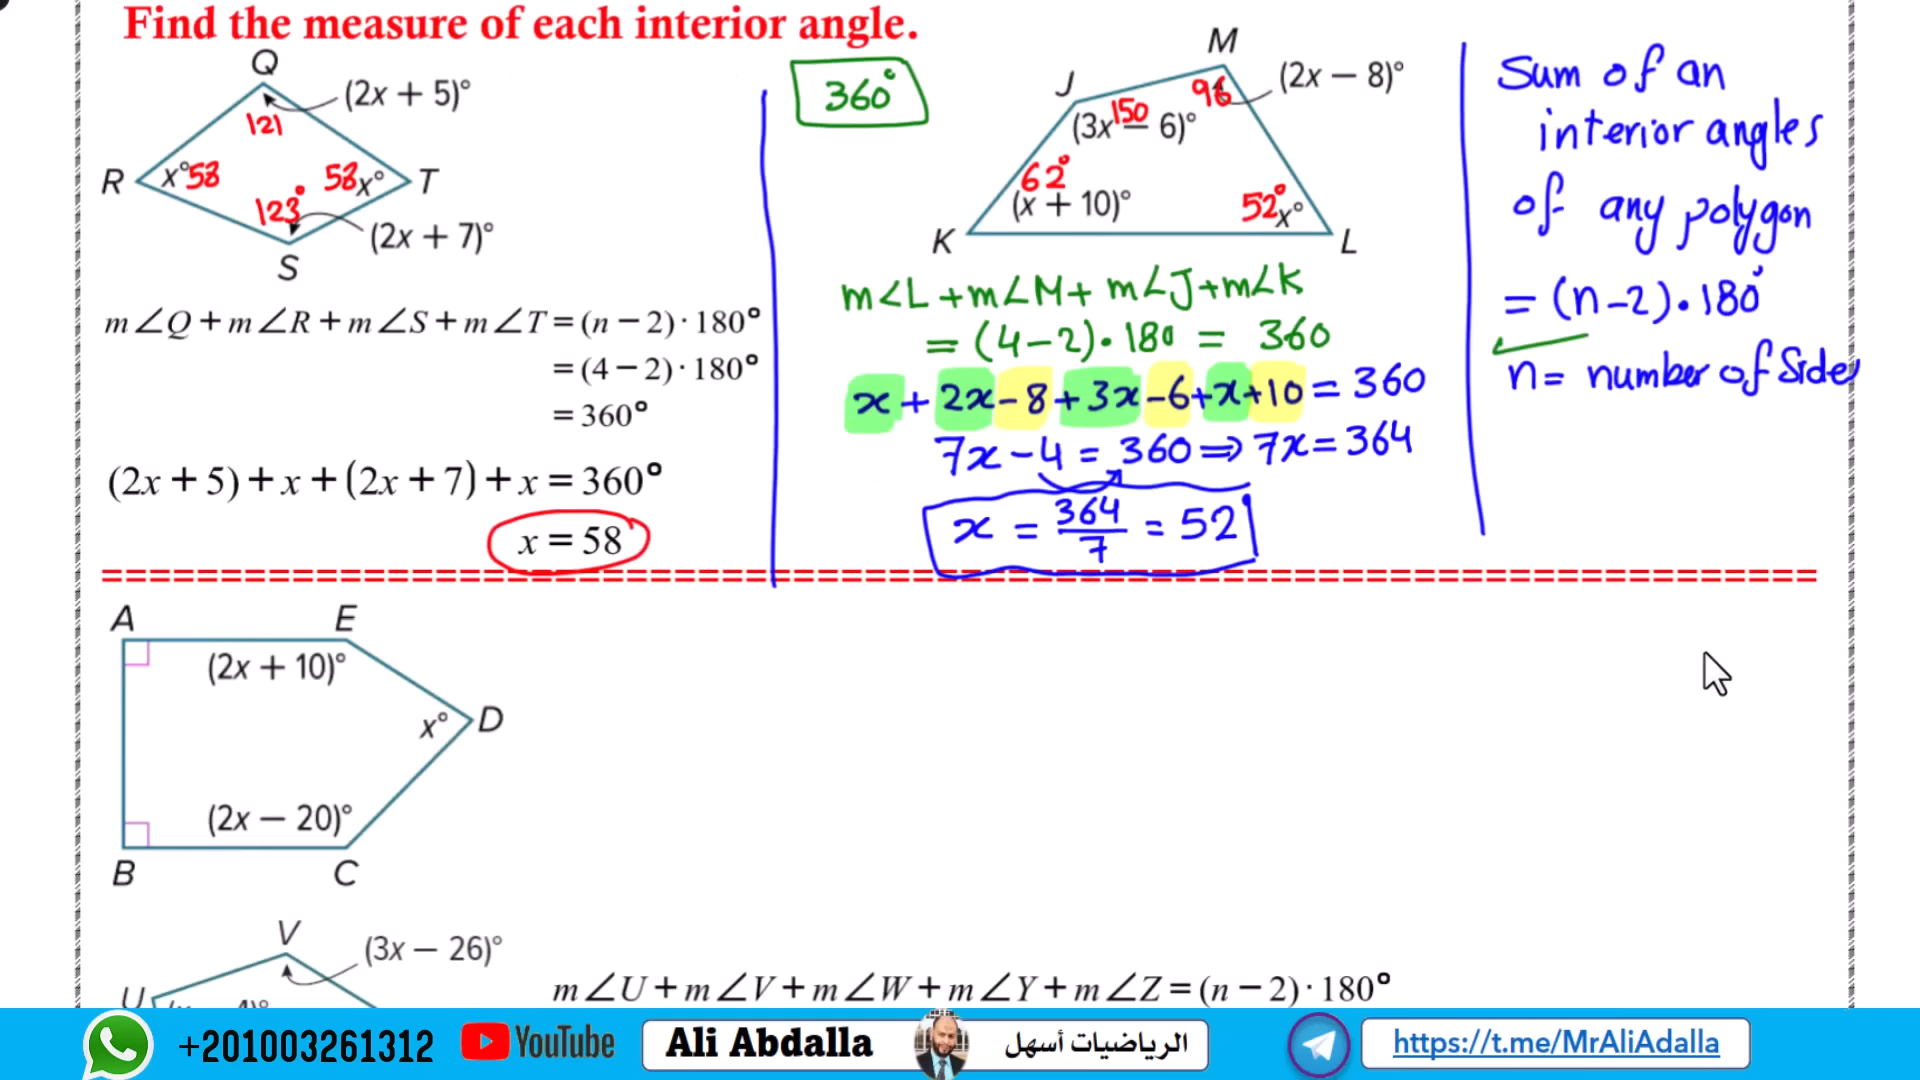 Find the measure of each interior angle.
Q
(2x + 5)°
121
R
x°58
58x°
T
123°
(2x + 7)°
S
m∠Q + m∠R + m∠S + m∠T = (n − 2) · 180°
= (4 − 2) · 180°
= 360°
(2x + 5) + x + (2x + 7) + x = 360°
x = 58
360°
M
J
96
(2x − 8)°
150
(3x − 6)°
62°
(x + 10)°
52°
x°
K
L
m∠L + m∠M + m∠J + m∠K
= (4−2)·180 = 360
x + 2x − 8 + 3x − 6 + x + 10 = 360
7x − 4 = 360 ⇒ 7x = 364
x = 364/7 = 52
Sum of an
interior angles
of any polygon
= (n−2)·180°
n = number of Sides
A
E
(2x + 10)°
x°
D
(2x − 20)°
B
C
V
(3x − 26)°
U
m∠U + m∠V + m∠W + m∠Y + m∠Z = (n − 2) · 180°
+201003261312
YouTube
Ali Abdalla
الرياضيات أسهل
https://t.me/MrAliAdalla